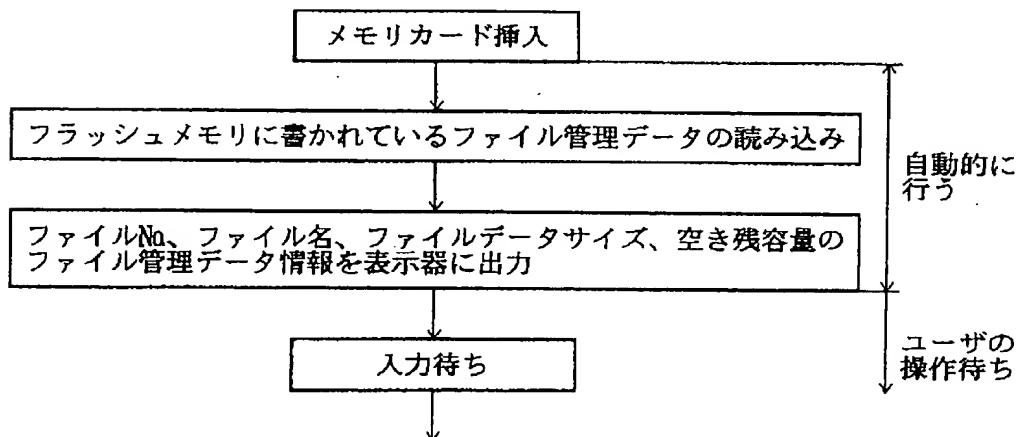 メモリカード挿入
フラッシュメモリに書かれているファイル管理データの読み込み
自動的に
行う
ファイル№、ファイル名、ファイルデータサイズ、空き残容量の
ファイル管理データ情報を表示器に出力
入力待ち
ユーザの
操作待ち